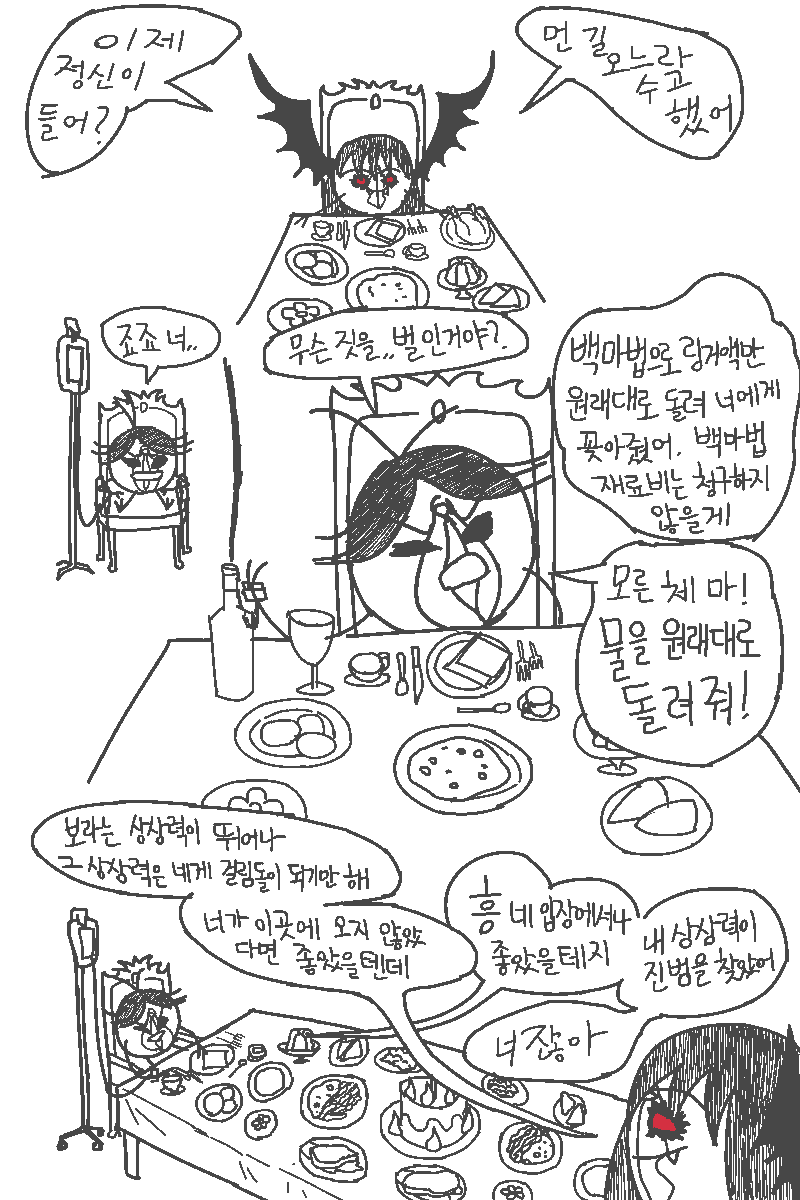 이제
정신이
들어?
먼 길
오느라
수고
했어
죠죠 너..
무슨 짓을,, 벌인거야?
백마법으로 링거액만
원래대로 돌려 너에게
꽂아줬어. 백마법
재료비는 청구하지
않을게
모른 체 마!
물을 원래대로
돌려줘!
보라는 상상력이 뛰어나
그 상상력은 네게 걸림돌이 되기만 해
너가 이곳에 오지 않았
다면 좋았을텐데
흥 네 입장에서나
좋았을테지
내 상상력이
진범을 찾았어
너잖아